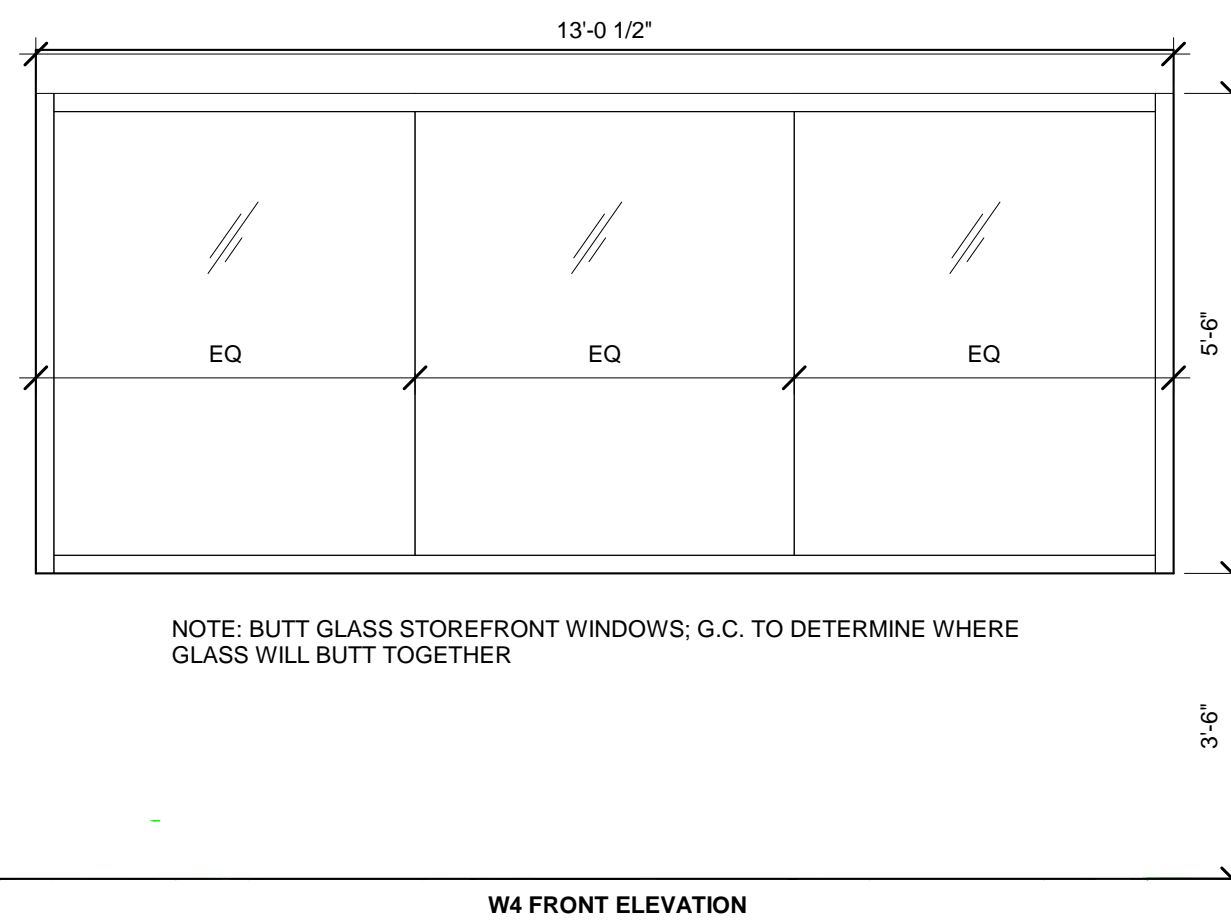 13'-0 1/2"
EQ EQ EQ
5'-6"
NOTE: BUTT GLASS STOREFRONT WINDOWS; G.C. TO DETERMINE WHERE
GLASS WILL BUTT TOGETHER
3'-6"
W4 FRONT ELEVATION